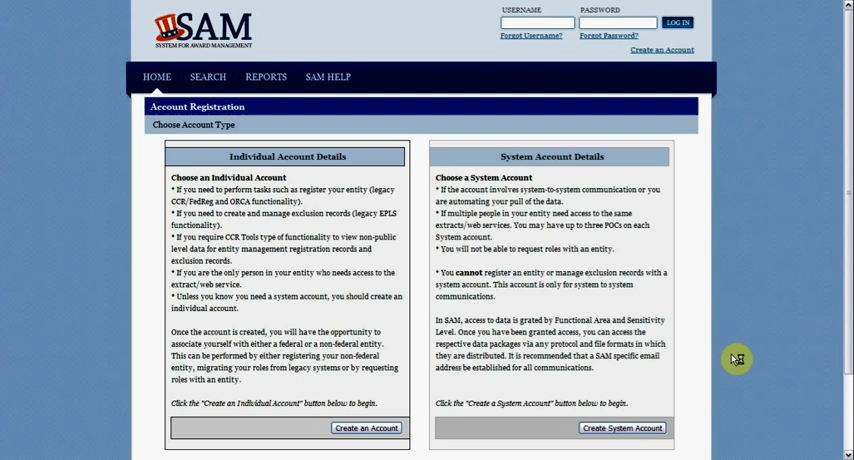 SAM
SYSTEM FOR AWARD MANAGEMENT
USERNAME
PASSWORD
LOG IN
Forgot Username?
Forgot Password?
Create an Account
HOME
SEARCH
REPORTS
SAM HELP
Account Registration
Choose Account Type
Individual Account Details
Choose an Individual Account
* If you need to perform tasks such as register your entity (legacy
CCR/FedReg and ORCA functionality).
* If you need to create and manage exclusion records (legacy EPLS
functionality).
* If you require CCR Tools type of functionality to view non-public
level data for entity management registration records and
exclusion records.
* If you are the only person in your entity who needs access to the
extract/web service.
* Unless you know you need a system account, you should create an
individual account.
Once the account is created, you will have the opportunity to
associate yourself with either a federal or a non-federal entity.
This can be performed by either registering your non-federal
entity, migrating your roles from legacy systems or by requesting
roles with an entity.
Click the "Create an Individual Account" button below to begin.
Create an Account
System Account Details
Choose a System Account
* If the account involves system-to-system communication or you
are automating your pull of the data.
* If multiple people in your entity need access to the same
extracts/web services. You may have up to three POCs on each
System account.
* You will not be able to request roles with an entity.
* You cannot register an entity or manage exclusion records with a
system account. This account is only for system to system
communications.
In SAM, access to data is grated by Functional Area and Sensitivity
Level. Once you have been granted access, you can access the
respective data packages via any protocol and file formats in which
they are distributed. It is recommended that a SAM specific email
address be established for all communications.
Click the "Create a System Account" button below to begin.
Create System Account